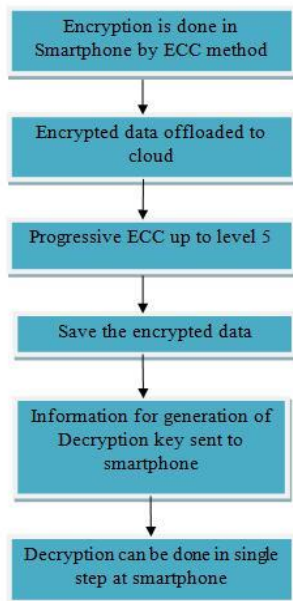 Encryption is done in
Smartphone by ECC method
Encrypted data offloaded to
cloud
Progressive ECC up to level 5
Save the encrypted data
Information for generation of
Decryption key sent to
smartphone
Decryption can be done in single
step at smartphone